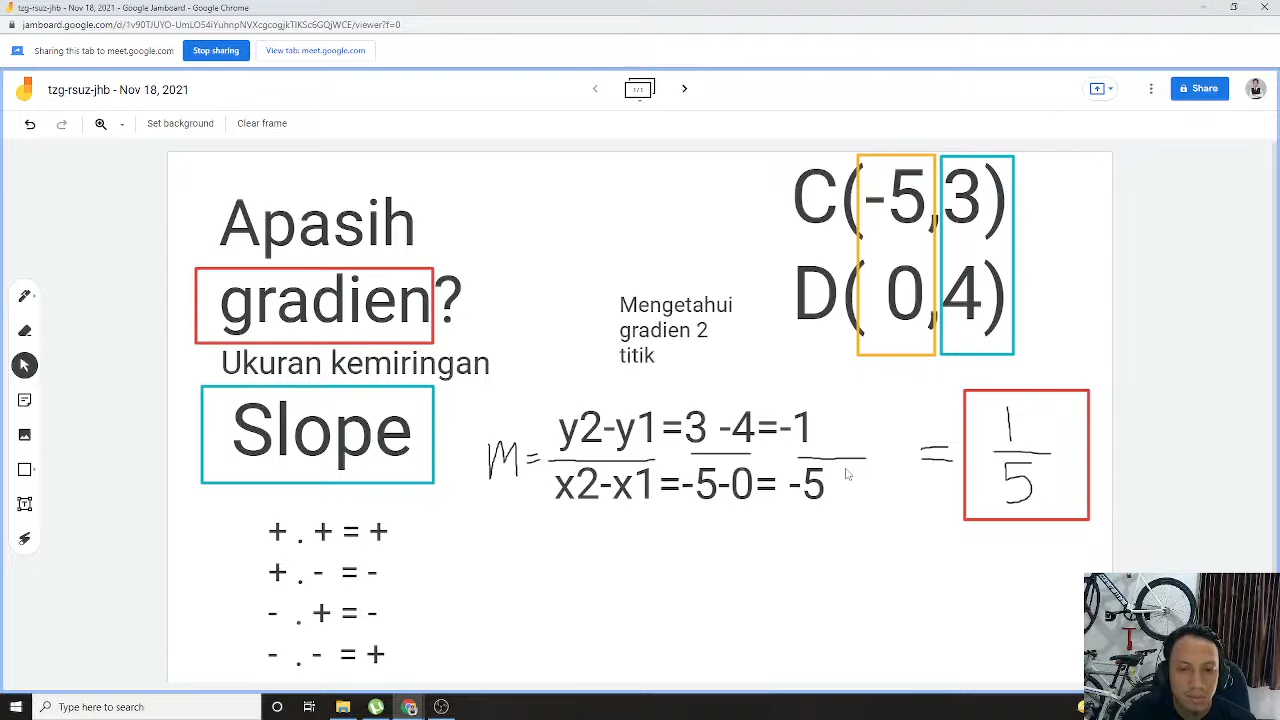 tzg-rsuz-jhb - Nov 18, 2021 - Google Jamboard - Google Chrome
jamboard.google.com/d/1v90TJUYO-UmLO54iYuhnpNVXcgcogjkTlKSc6GQjWCE/viewer?f=0
Sharing this tab to meet.google.com
Stop sharing
View tab: meet.google.com
tzg-rsuz-jhb - Nov 18, 2021
1/1
Share
Set background
Clear frame
Apasih
gradien?
Ukuran kemiringan
Slope
+ . + = +
+ . - = -
- . + = -
- . - = +
Mengetahui
gradien 2
titik
C(-5,3)
D( 0,4)
M =
y2-y1=3 -4=-1
x2-x1=-5-0= -5
=
1
5
Type here to search